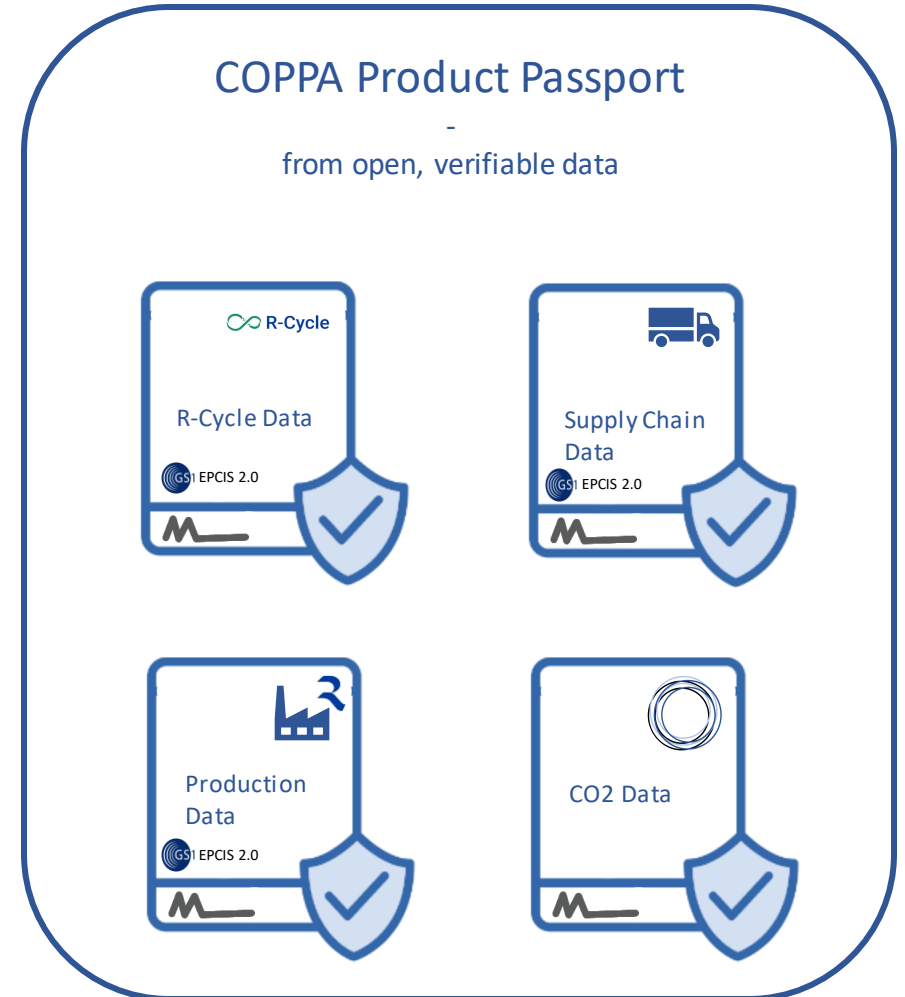 COPPA Product Passport
-
from open, verifiable data
R-Cycle
R-Cycle Data
GS1 EPCIS 2.0
Supply Chain
Data
GS1 EPCIS 2.0
R
Production
Data
GS1 EPCIS 2.0
CO2 Data